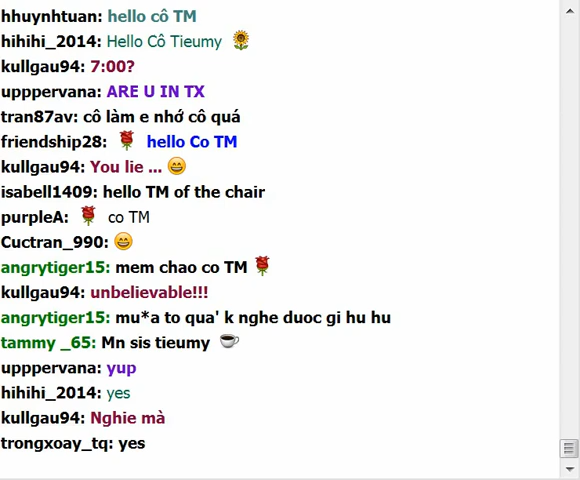 hhuynhtuan: hello cô TM
hihihi_2014: Hello Cô Tieumy 🌻
kullgau94: 7:00?
upppervana: ARE U IN TX
tran87av: cô làm e nhớ cô quá
friendship28: 🌹 hello Co TM
kullgau94: You lie ... 😄
isabell1409: hello TM of the chair
purpleA: 🌹 co TM
Cuctran_990: 😄
angrytiger15: mem chao co TM 🌹
kullgau94: unbelievable!!!
angrytiger15: mu*a to qua' k nghe duoc gi hu hu
tammy _65: Mn sis tieumy ☕
upppervana: yup
hihihi_2014: yes
kullgau94: Nghie mà
trongxoay_tq: yes